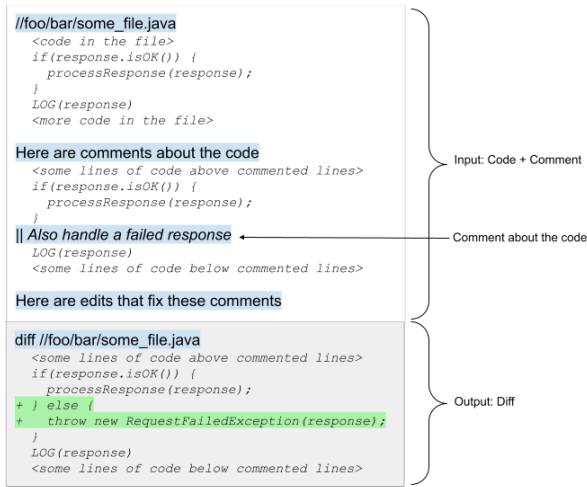 //foo/bar/some_file.java
<code in the file>
if(response.isOK()) {
processResponse(response);
}
LOG(response)
<more code in the file>
Here are comments about the code
<some lines of code above commented lines>
if(response.isOK()) {
processResponse(response);
}
|| Also handle a failed response
LOG(response)
<some lines of code below commented lines>
Here are edits that fix these comments
Input: Code + Comment
Comment about the code
diff //foo/bar/some_file.java
<some lines of code above commented lines>
if(response.isOK()) {
processResponse(response);
+ } else {
+ throw new RequestFailedException(response);
}
LOG(response)
<some lines of code below commented lines>
Output: Diff